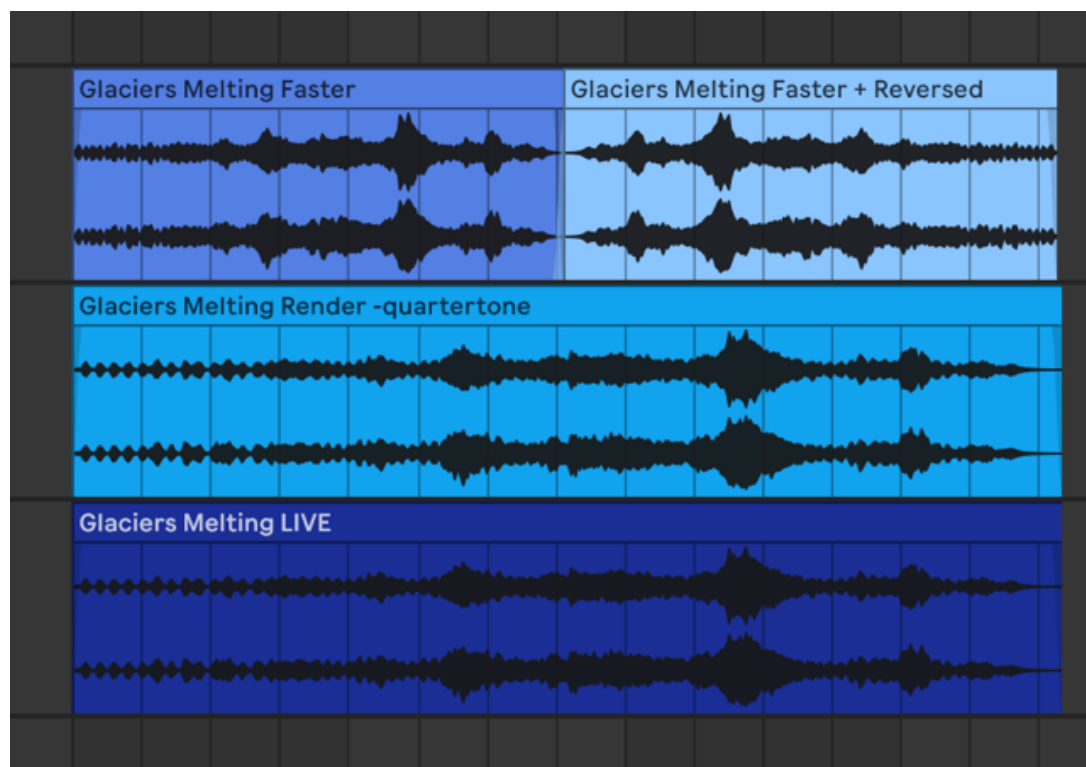 Glaciers Melting Faster
Glaciers Melting Faster + Reversed
Glaciers Melting Render -quartertone
Glaciers Melting LIVE